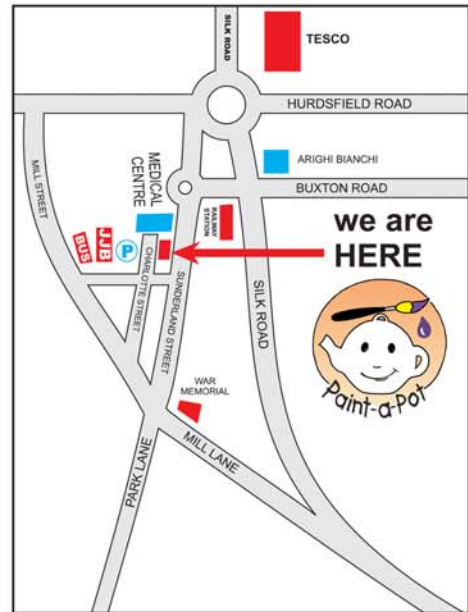 SILK ROAD
TESCO
HURDSFIELD ROAD
MILL STREET
MEDICAL
CENTRE
ARIGHI BIANCHI
BUXTON ROAD
RAILWAY
STATION
we are
HERE
BUS
JJB
P
CHARLOTTE STREET
SUNDERLAND STREET
SILK ROAD
WAR
MEMORIAL
Paint-a-Pot
PARK LANE
MILL LANE